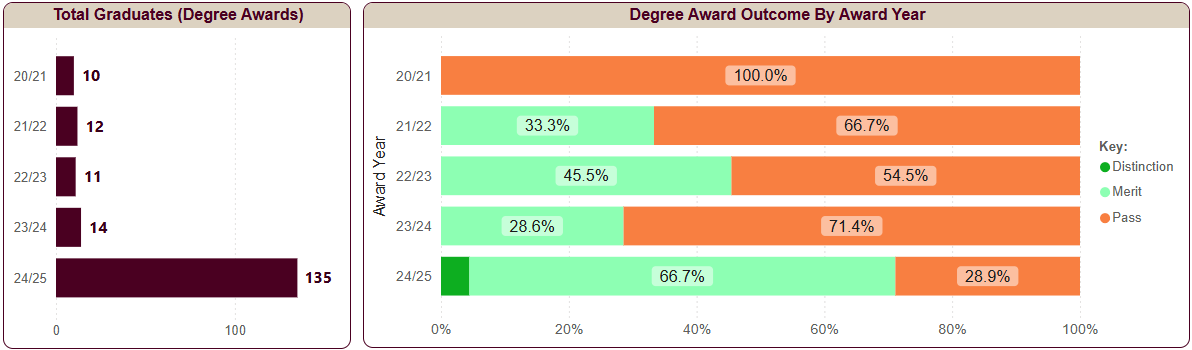 Total Graduates (Degree Awards)
20/21 10
21/22 12
22/23 11
23/24 14
24/25 135
0 100
Degree Award Outcome By Award Year
Award Year
20/21 100.0%
21/22 33.3% 66.7%
22/23 45.5% 54.5%
23/24 28.6% 71.4%
24/25 66.7% 28.9%
0% 20% 40% 60% 80% 100%
Key:
Distinction
Merit
Pass